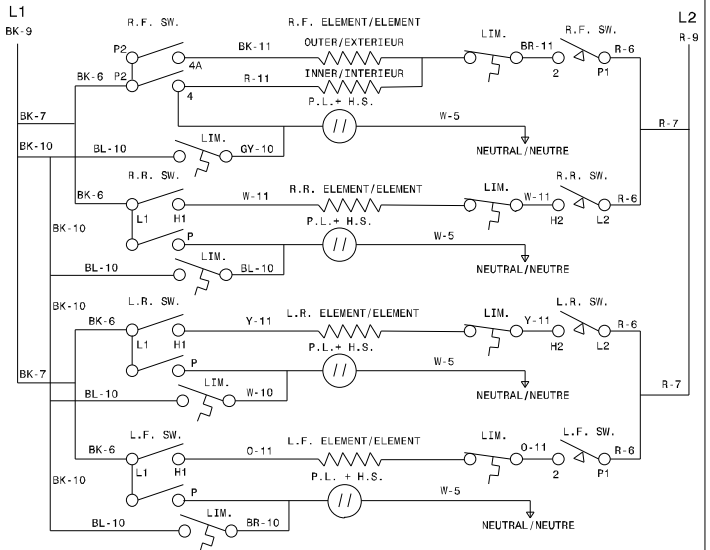 L1
L2
R.F. SW.
R.F. ELEMENT/ELEMENT
R.F. SW.
BK-9
R-9
OUTER/EXTERIEUR
P2
BK-11
LIM.
BR-11
R-6
4A
INNER/INTERIEUR
BK-6
P2
R-11
2
P1
4
P.L.+ H.S.
BK-7
W-5
R-7
BK-10
BL-10
LIM.
GY-10
NEUTRAL/NEUTRE
R.R. SW.
R.R. ELEMENT/ELEMENT
LIM.
R.R. SW.
BK-6
W-11
W-11
R-6
L1
H1
P.L.+ H.S.
H2
L2
BK-10
P
W-5
LIM.
BL-10
BL-10
NEUTRAL/NEUTRE
BK-10
L.R. SW.
L.R. ELEMENT/ELEMENT
LIM.
L.R. SW.
BK-6
Y-11
Y-11
R-6
L1
H1
P.L.+ H.S.
H2
L2
BK-7
P
W-5
R-7
BL-10
LIM.
W-10
NEUTRAL/NEUTRE
L.F. SW.
L.F. ELEMENT/ELEMENT
LIM.
L.F. SW.
BK-6
O-11
O-11
R-6
L1
H1
P.L.+ H.S.
2
P1
BK-10
P
W-5
BL-10
LIM.
BR-10
NEUTRAL/NEUTRE